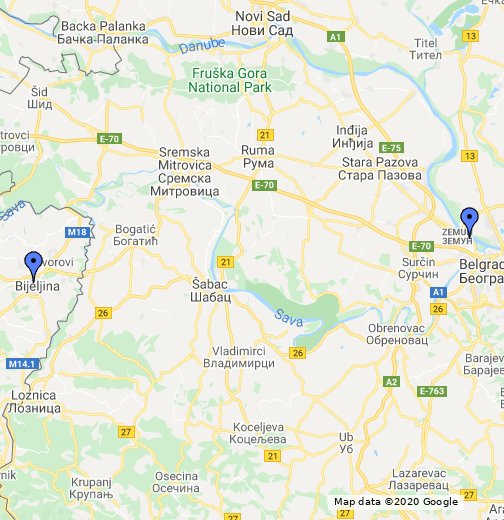 Novi Sad
Нови Сад
Backa Palanka
Бачка Паланка
Danube
A1
13
Titel
Тител
Fruška Gora
National Park
Šid
Шид
21
E-70
Inđija
Инђија
E-75
Ruma
Рума
Sremska
Mitrovica
Сремска
Митровица
Stara Pazova
Стара Пазова
13
E-70
Sava
M18
Bogatić
Богатић
ZEMUN
ЗЕМУН
E-70
21
Surčin
Сурчин
Belgrad
Београ
Bijeljina
Šabac
Шабац
A1
26
Sava
Obrenovac
Обреновац
Vladimirci
Владимирци
26
M14.1
Loznica
Лозница
A2
E-763
27
Koceljeva
Коцељева
27
Ub
Уб
Krupanj
Крупањ
Osecina
Осечина
Lazarevac
Лазаревац
Map data ©2020 Google